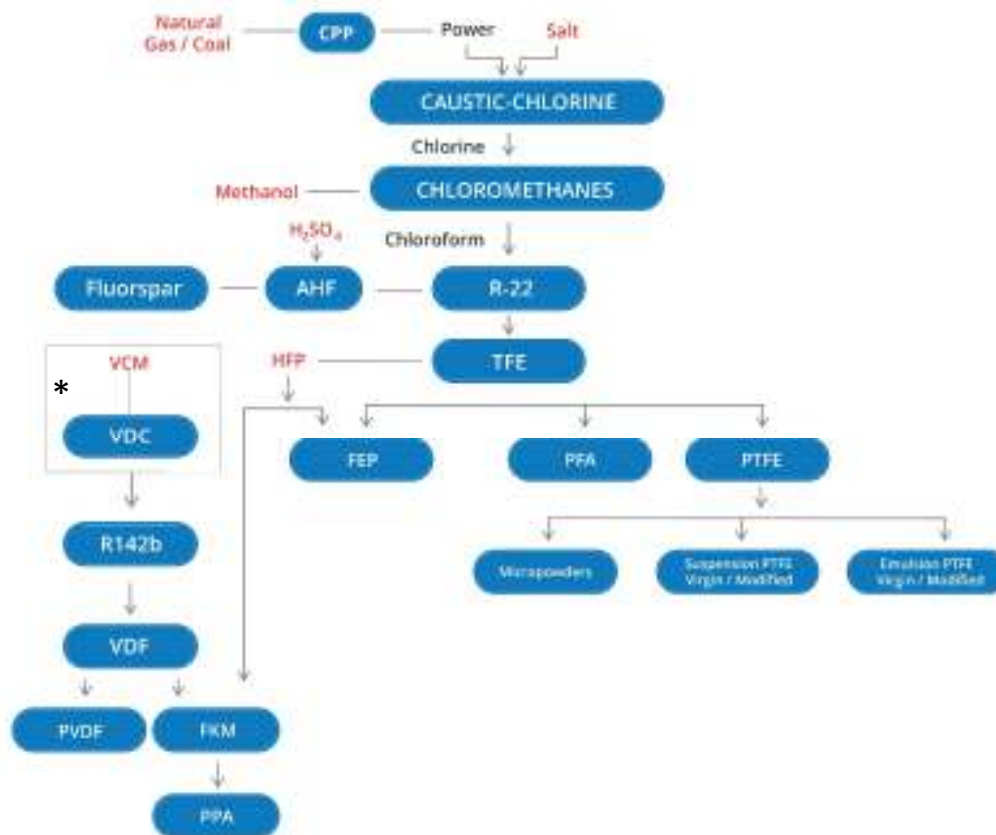 Natural
Gas / Coal
CPP
Power
Salt
CAUSTIC-CHLORINE
Chlorine
Methanol
CHLOROMETHANES
H₂SO₄
Chloroform
Fluorspar
AHF
R-22
VCM
HFP
TFE
*
VDC
FEP
PFA
PTFE
R142b
Micropowders
Suspension PTFE
Virgin / Modified
Emulsion PTFE
Virgin / Modified
VDF
PVDF
FKM
PPA